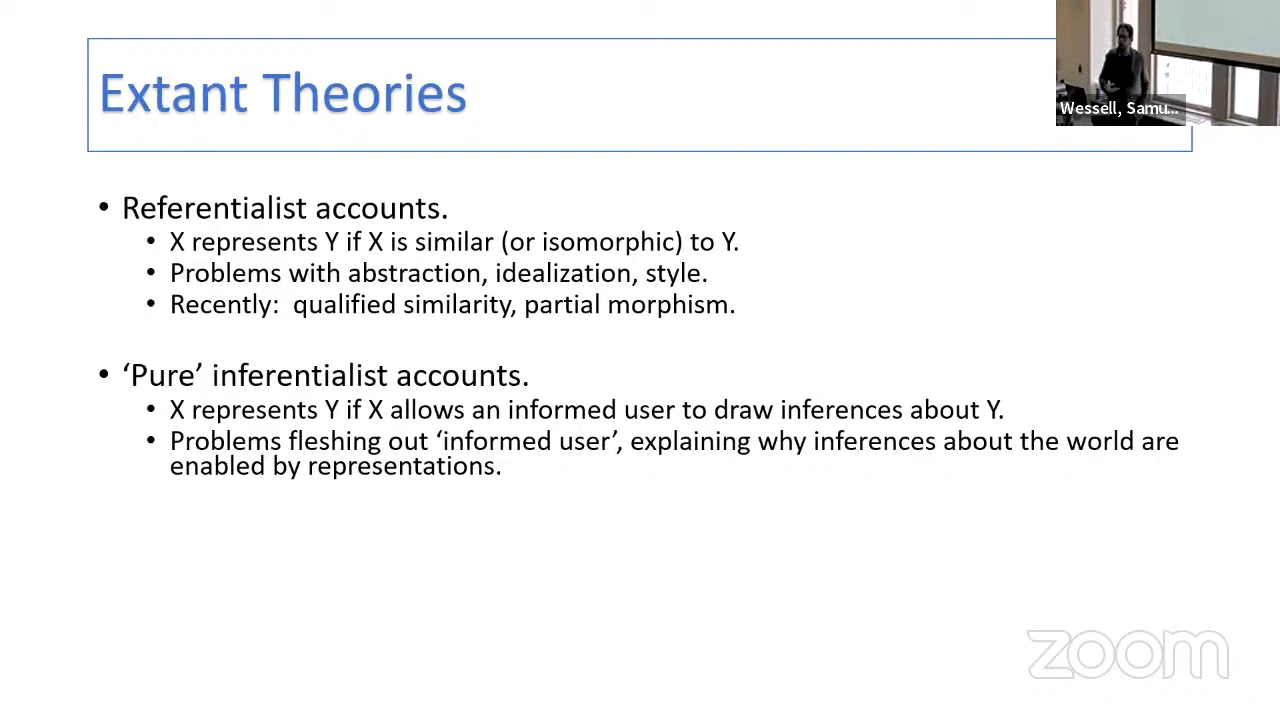 Extant Theories
Wessell, Samu...
• Referentialist accounts.
• X represents Y if X is similar (or isomorphic) to Y.
• Problems with abstraction, idealization, style.
• Recently:  qualified similarity, partial morphism.
• ‘Pure’ inferentialist accounts.
• X represents Y if X allows an informed user to draw inferences about Y.
• Problems fleshing out ‘informed user’, explaining why inferences about the world are
enabled by representations.
zoom